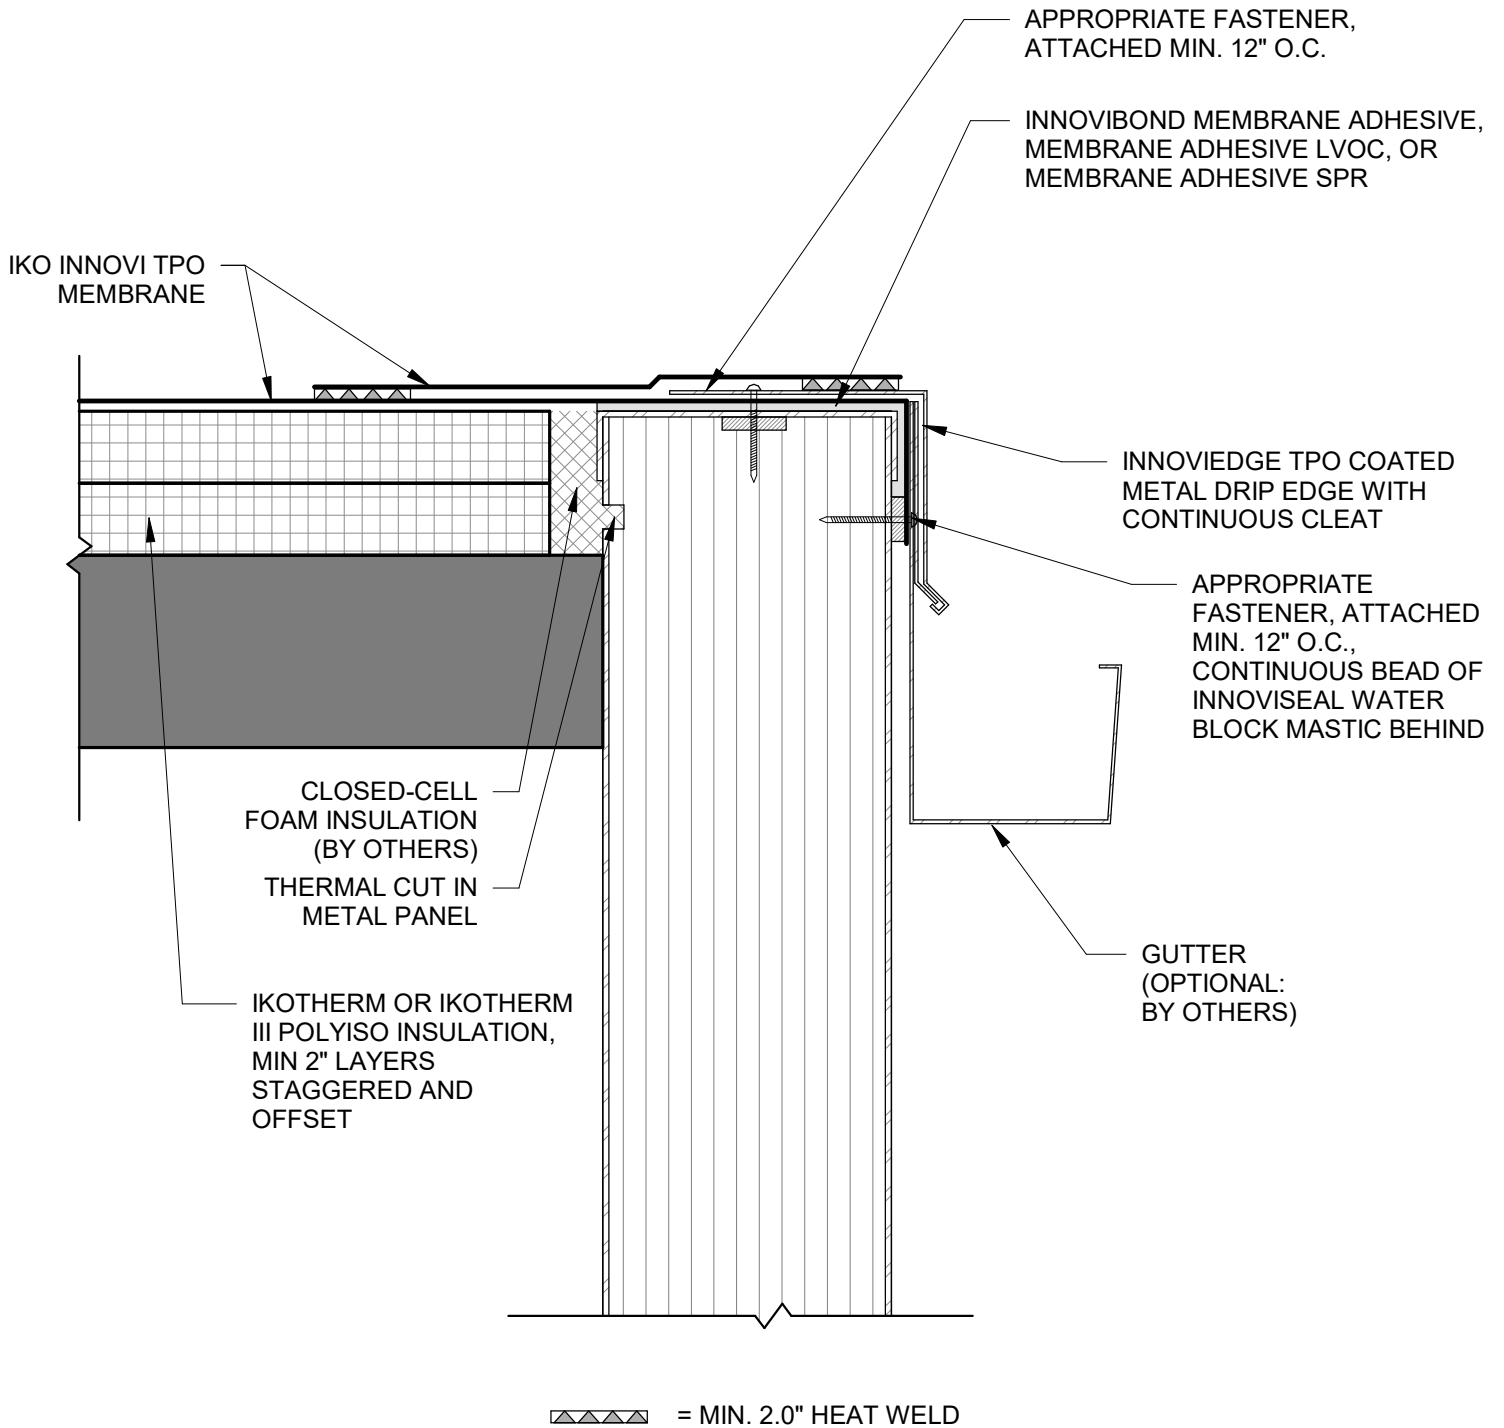 APPROPRIATE FASTENER,
ATTACHED MIN. 12" O.C.
INNOVIBOND MEMBRANE ADHESIVE,
MEMBRANE ADHESIVE LVOC, OR
MEMBRANE ADHESIVE SPR
IKO INNOVI TPO
MEMBRANE
INNOVIEDGE TPO COATED
METAL DRIP EDGE WITH
CONTINUOUS CLEAT
APPROPRIATE
FASTENER, ATTACHED
MIN. 12" O.C.,
CONTINUOUS BEAD OF
INNOVISEAL WATER
BLOCK MASTIC BEHIND
CLOSED-CELL
FOAM INSULATION
(BY OTHERS)
THERMAL CUT IN
METAL PANEL
GUTTER
(OPTIONAL:
BY OTHERS)
IKOTHERM OR IKOTHERM
III POLYISO INSULATION,
MIN 2" LAYERS
STAGGERED AND
OFFSET
= MIN. 2.0" HEAT WELD